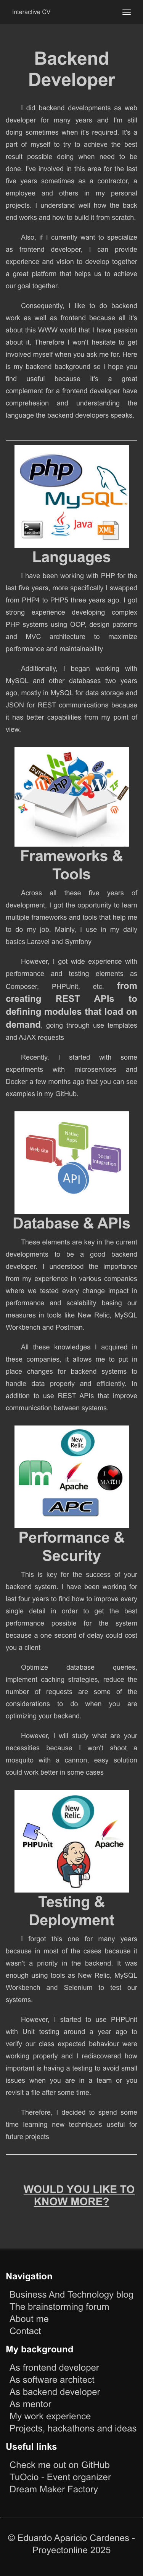 Interactive CV
Backend
Developer
I did backend developments as web
developer for many years and I'm still
doing sometimes when it's required. It's a
part of myself to try to achieve the best
result possible doing when need to be
done. I've involved in this area for the last
five years sometimes as a contractor, a
employee and others in my personal
projects. I understand well how the back
end works and how to build it from scratch.
Also, if I currently want to specialize
as frontend developer, I can provide
experience and vision to develop together
a great platform that helps us to achieve
our goal together.
Consequently, I like to do backend
work as well as frontend because all it's
about this WWW world that I have passion
about it. Therefore I won't hesitate to get
involved myself when you ask me for. Here
is my backend background so i hope you
find useful because it's a great
complement for a frontend developer have
comprehesion and understanding the
language the backend developers speaks.
php
MySQL
Java
XML
Languages
I have been working with PHP for the
last five years, more specifically I swapped
from PHP4 to PHP5 three years ago. I got
strong experience developing complex
PHP systems using OOP, design patterns
and MVC architecture to maximize
performance and maintainability
Additionally, I began working with
MySQL and other databases two years
ago, mostly in MySQL for data storage and
JSON for REST communications because
it has better capabilities from my point of
view.
Frameworks &
Tools
Across all these five years of
development, I got the opportunity to learn
multiple frameworks and tools that help me
to do my job. Mainly, I use in my daily
basics Laravel and Symfony
However, I got wide experience with
performance and testing elements as
Composer, PHPUnit, etc. from
creating REST APIs to
defining modules that load on
demand, going through use templates
and AJAX requests
Recently, I started with some
experiments with microservices and
Docker a few months ago that you can see
examples in my GitHub.
Web site
Native
Apps
Social
integration
API
Database & APIs
These elements are key in the current
developments to be a good backend
developer. I understood the importance
from my experience in various companies
where we tested every change impact in
performance and scalability basing our
measures in tools like New Relic, MySQL
Workbench and Postman.
All these knowledges I acquired in
these companies, it allows me to put in
place changes for backend systems to
handle data properly and efficiently. In
addition to use REST APIs that improve
communication between systems.
New
Relic.
Apache
I
MATH
APC
Performance &
Security
This is key for the success of your
backend system. I have been working for
last four years to find how to improve every
single detail in order to get the best
performance possible for the system
because a one second of delay could cost
you a client
Optimize database queries,
implement caching strategies, reduce the
number of requests are some of the
considerations to do when you are
optimizing your backend.
However, I will study what are your
necessities because I won't shoot a
mosquito with a cannon, easy solution
could work better in some cases
New
Relic.
PHPUnit
Apache
Testing &
Deployment
I forgot this one for many years
because in most of the cases because it
wasn't a priority in the backend. It was
enough using tools as New Relic, MySQL
Workbench and Selenium to test our
systems.
However, I started to use PHPUnit
with Unit testing around a year ago to
verify our class expected behaviour were
working properly and I rediscovered how
important is having a testing to avoid small
issues when you are in a team or you
revisit a file after some time.
Therefore, I decided to spend some
time learning new techniques useful for
future projects
WOULD YOU LIKE TO
KNOW MORE?
Navigation
Business And Technology blog
The brainstorming forum
About me
Contact
My background
As frontend developer
As software architect
As backend developer
As mentor
My work experience
Projects, hackathons and ideas
Useful links
Check me out on GitHub
TuOcio - Event organizer
Dream Maker Factory
© Eduardo Aparicio Cardenes -
Proyectonline 2025